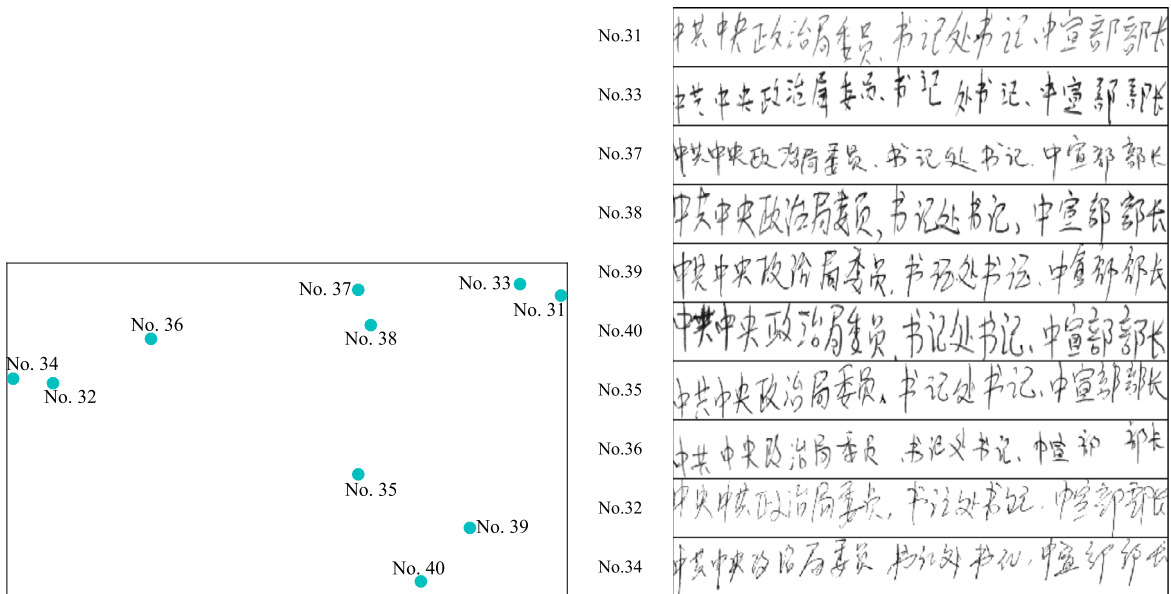 No. 37
No. 33
No. 31
No. 36
No. 38
No. 34
No. 32
No. 35
No. 39
No. 40
No.31 中共中央政治局委员、书记处书记、中宣部部长
No.33 中共中央政治局委员、书记处书记、中宣部部长
No.37 中共中央政治局委员、书记处书记、中宣部部长
No.38 中共中央政治局委员,书记处书记,中宣部部长
No.39 中共中央政治局委员、书记处书记、中宣部部长
No.40 中共中央政治局委员、书记处书记、中宣部部长
No.35 中共中央政治局委员、书记处书记、中宣部部长
No.36 中共中央政治局委员、书记处书记、中宣部部长
No.32 中央中共政治局委员,书记处书记、中宣部部长
No.34 中共中央政治局委员 书记处书记、中宣部部长